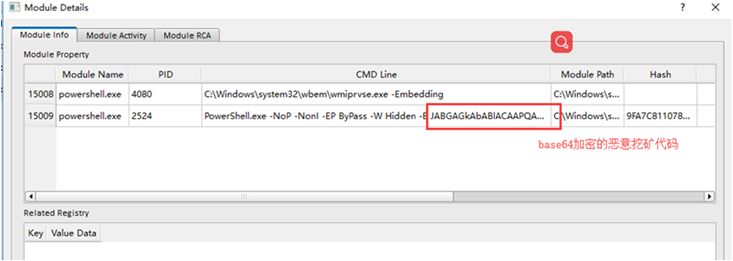 Module Details
? ×
Module Info Module Activity Module RCA
Module Property
Module Name PID CMD Line Module Path Hash
15008 powershell.exe 4080 C:\Windows\system32\wbem\wmiprvse.exe -Embedding C:\Windows\s...
15009 powershell.exe 2524 PowerShell.exe -NoP -NonI -EP ByPass -W Hidden -E JABGAGkAbABlACAAPQA... C:\Windows\s... 9FA7C811078...
base64加密的恶意挖矿代码
Related Registry
Key Value Data